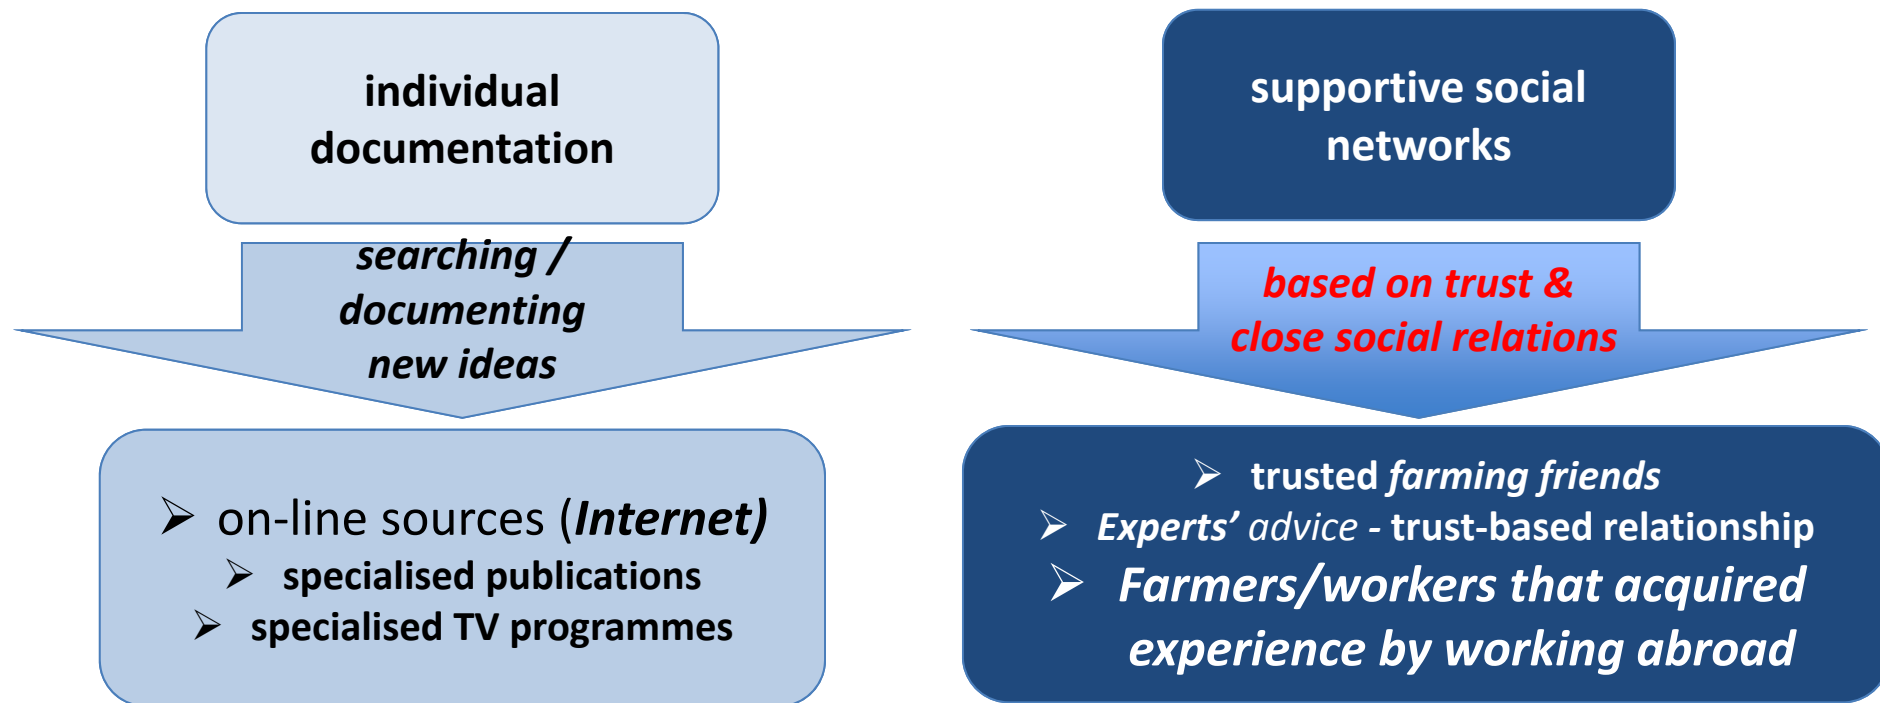 individual
documentation
searching /
documenting
new ideas
➢ on-line sources (Internet)
➢ specialised publications
➢ specialised TV programmes
supportive social
networks
based on trust &
close social relations
➢ trusted farming friends
➢ Experts’ advice - trust-based relationship
➢ Farmers/workers that acquired
experience by working abroad